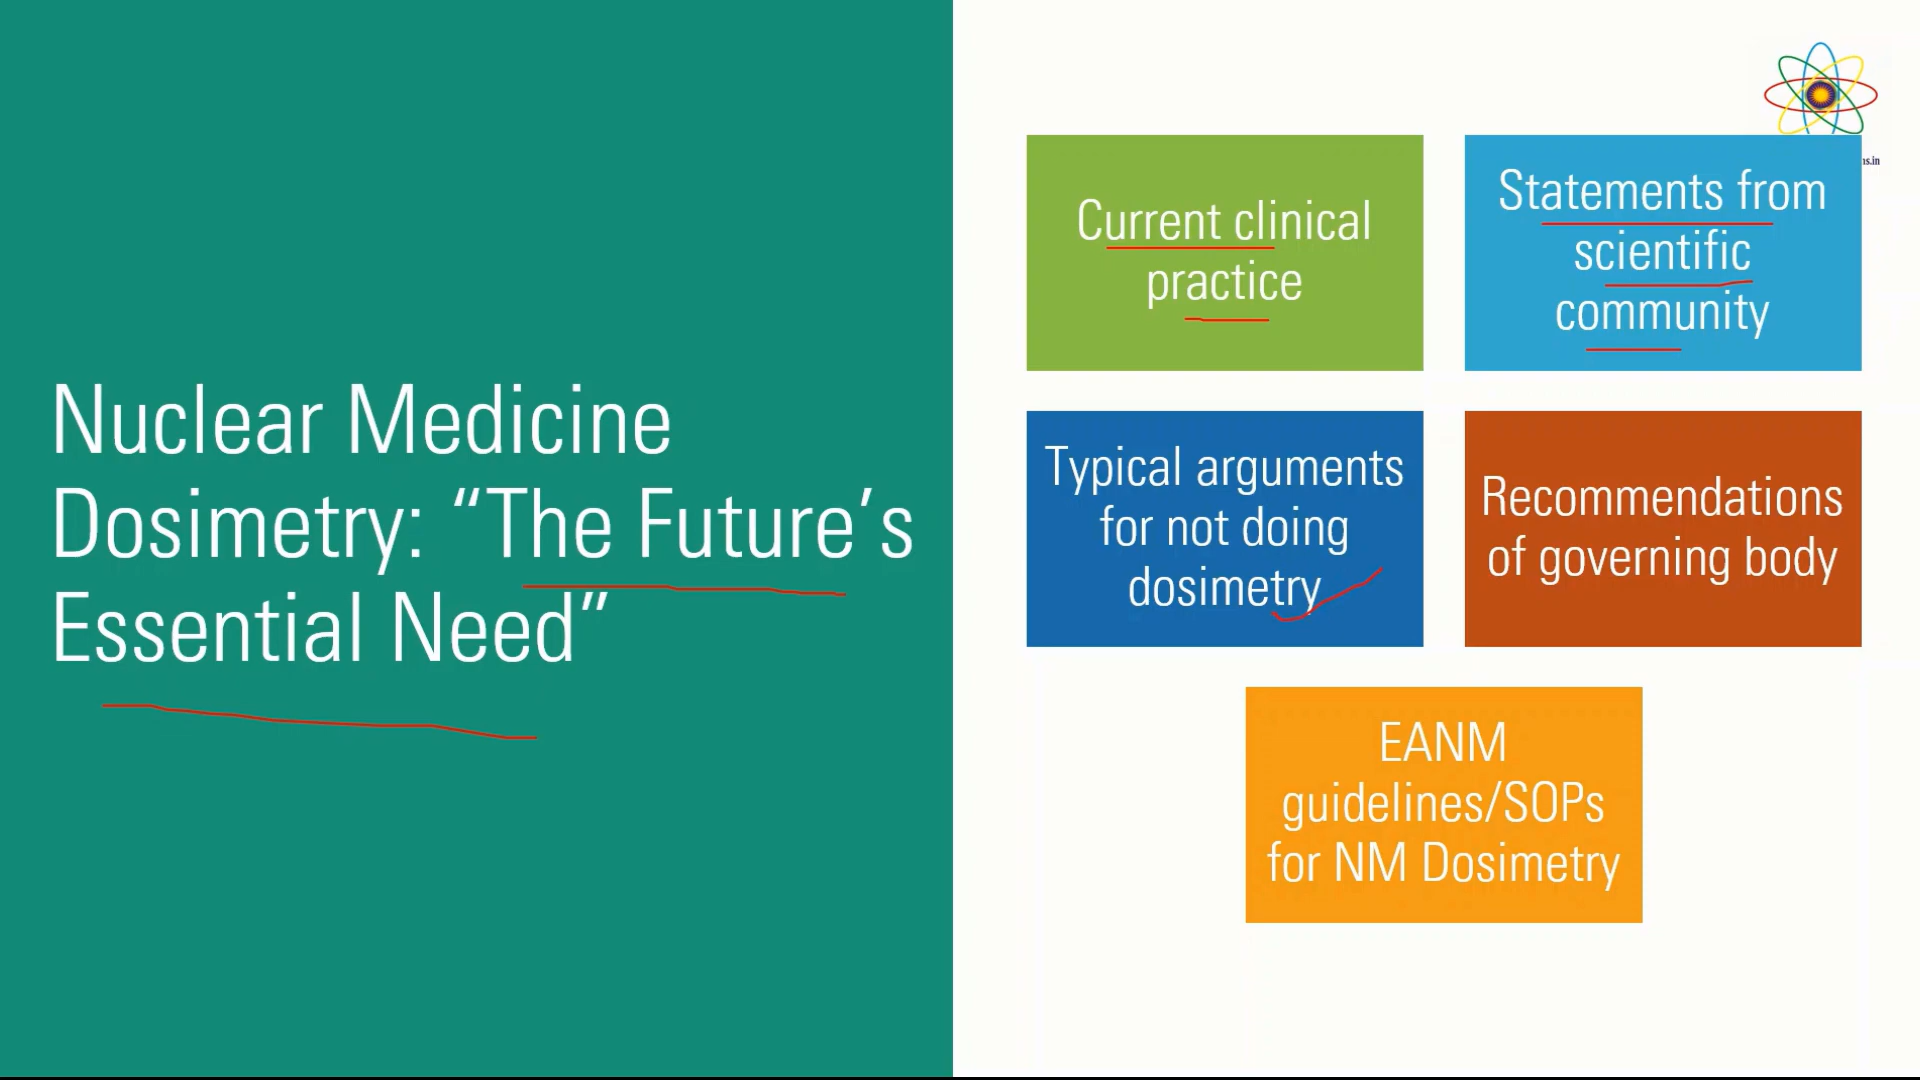 Nuclear Medicine
Dosimetry: “The Future’s
Essential Need”
Current clinical
practice
Statements from
scientific
community
Typical arguments
for not doing
dosimetry
Recommendations
of governing body
EANM
guidelines/SOPs
for NM Dosimetry